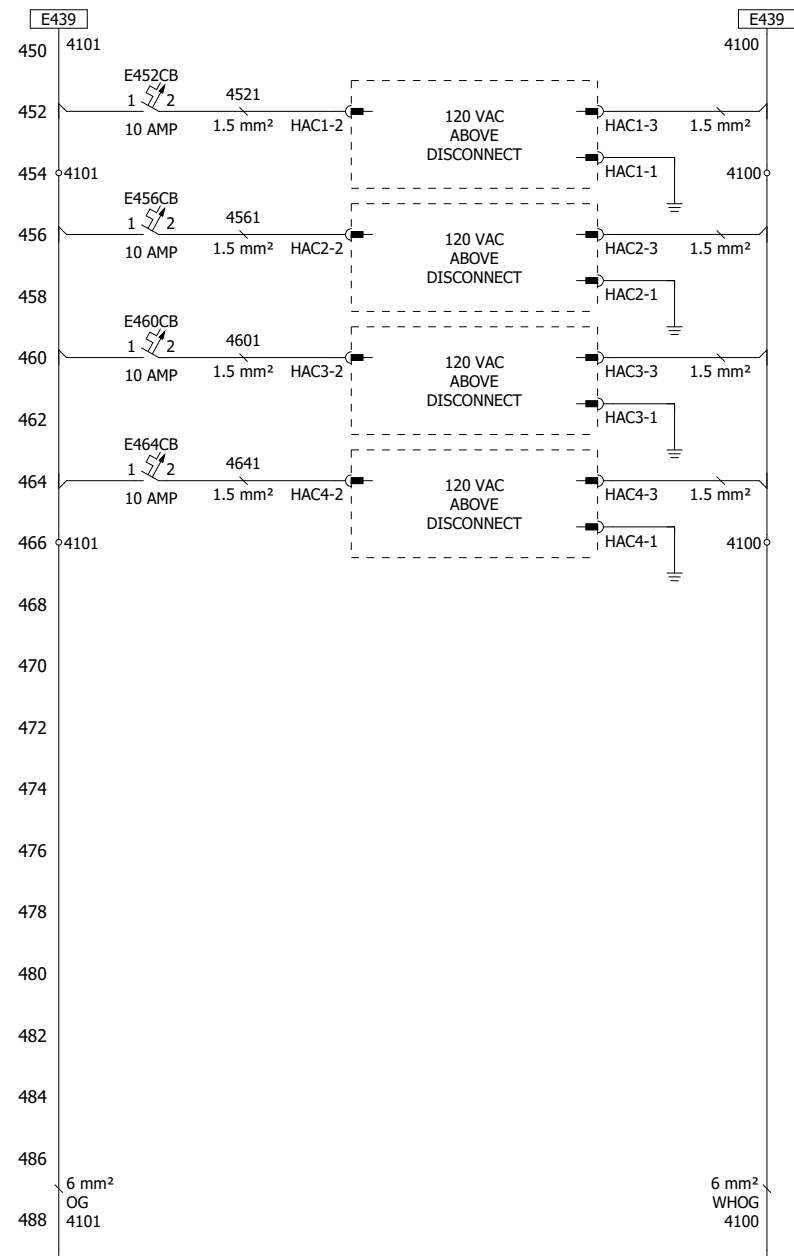 E439 E439
450 4101 4100
E452CB
1 2 4521
452 10 AMP 1.5 mm² HAC1-2 120 VAC HAC1-3 1.5 mm²
ABOVE
DISCONNECT
HAC1-1
454 4101 4100
E456CB
1 2 4561
456 10 AMP 1.5 mm² HAC2-2 120 VAC HAC2-3 1.5 mm²
ABOVE
DISCONNECT
458 HAC2-1
E460CB
1 2 4601
460 10 AMP 1.5 mm² HAC3-2 120 VAC HAC3-3 1.5 mm²
ABOVE
DISCONNECT
462 HAC3-1
E464CB
1 2 4641
464 10 AMP 1.5 mm² HAC4-2 120 VAC HAC4-3 1.5 mm²
ABOVE
DISCONNECT
466 4101 HAC4-1 4100
468
470
472
474
476
478
480
482
484
486
6 mm² 6 mm²
OG WHOG
488 4101 4100